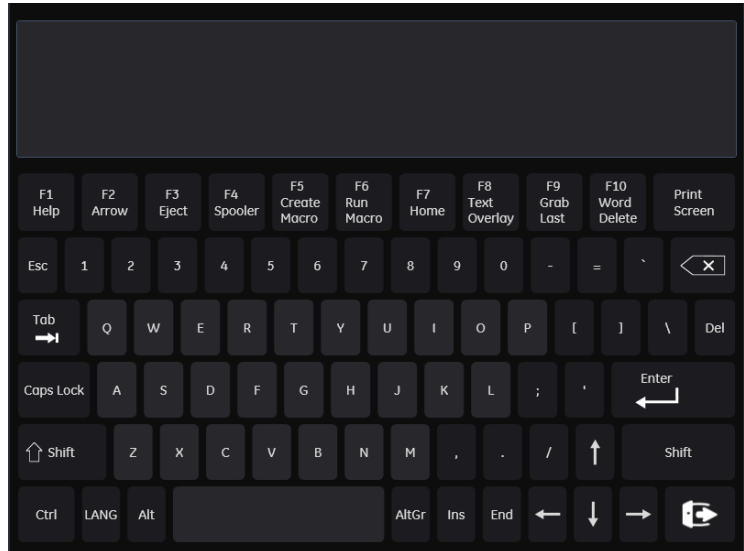 F1 Help F2 Arrow F3 Eject F4 Spooler F5 Create Macro F6 Run Macro F7 Home F8 Text Overlay F9 Grab Last F10 Word Delete Print Screen
Esc 1 2 3 4 5 6 7 8 9 0 - = `
Tab Q W E R T Y U I O P [ ] \ Del
Caps Lock A S D F G H J K L ; ' Enter
Shift Z X C V B N M , . / Shift
Ctrl LANG Alt AltGr Ins End